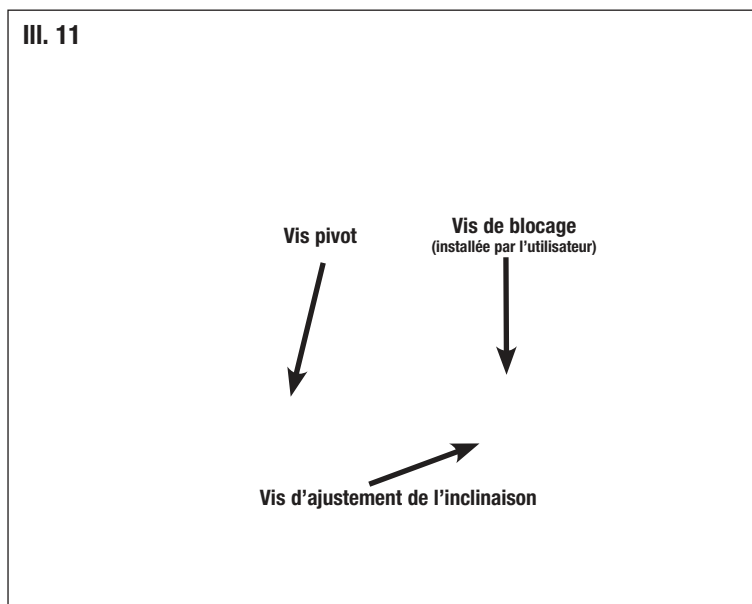 Ill. 11
Vis pivot
Vis de blocage
(installée par l’utilisateur)
Vis d’ajustement de l’inclinaison